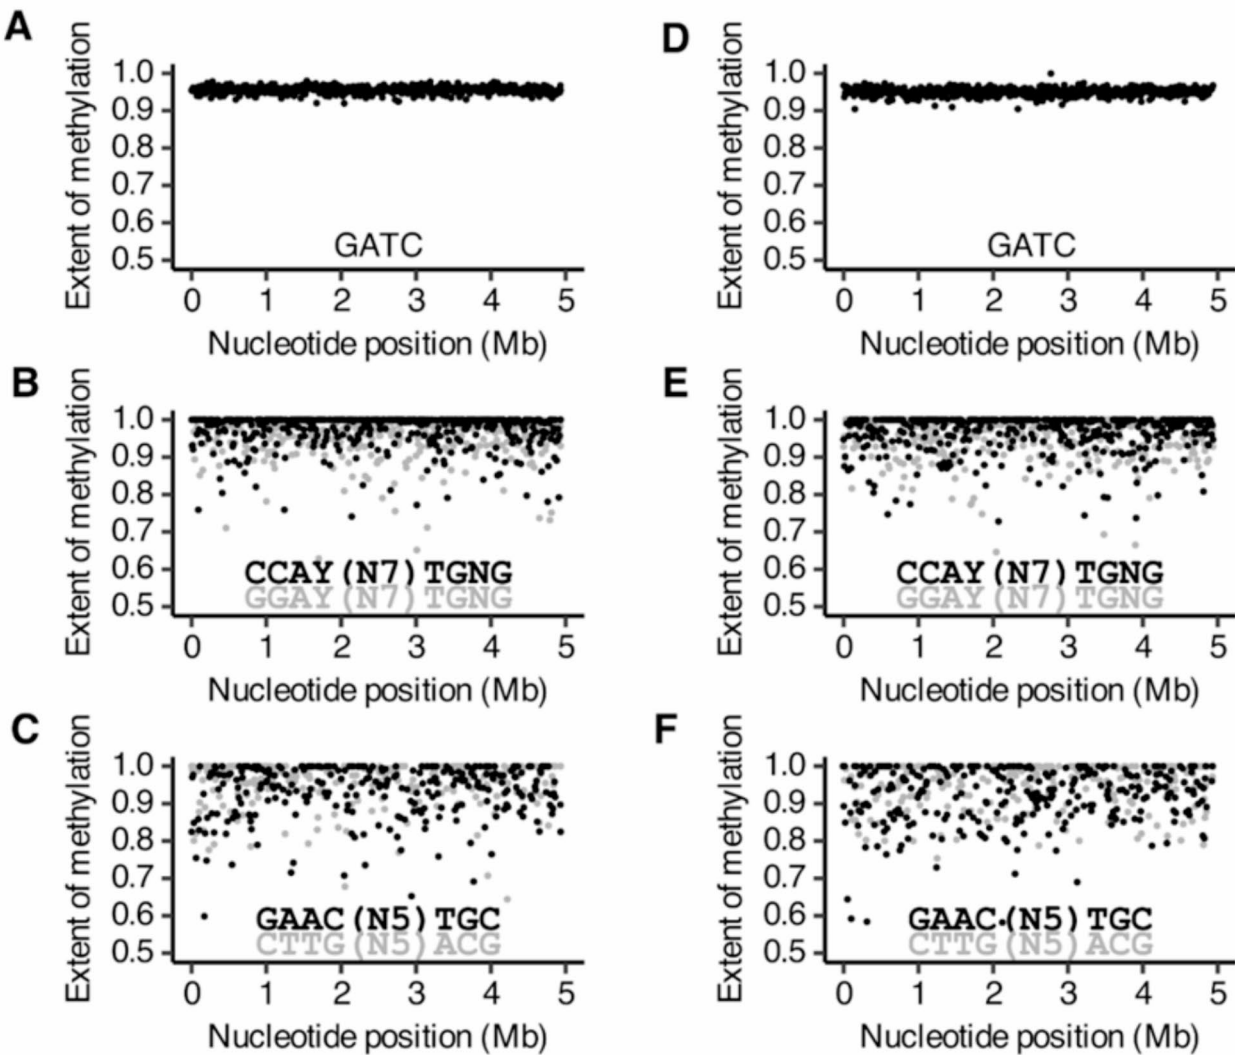 A
Extent of methylation
1.0
0.9
0.8
0.7
0.6
0.5
GATC
0 1 2 3 4 5
Nucleotide position (Mb)
D
Extent of methylation
1.0
0.9
0.8
0.7
0.6
0.5
GATC
0 1 2 3 4 5
Nucleotide position (Mb)
B
Extent of methylation
1.0
0.9
0.8
0.7
0.6
0.5
CCAY(N7)TGNG
GGAY(N7)TGNG
0 1 2 3 4 5
Nucleotide position (Mb)
E
Extent of methylation
1.0
0.9
0.8
0.7
0.6
0.5
CCAY(N7)TGNG
GGAY(N7)TGNG
0 1 2 3 4 5
Nucleotide position (Mb)
C
Extent of methylation
1.0
0.9
0.8
0.7
0.6
0.5
GAAC(N5)TGC
CTTG(N5)ACG
0 1 2 3 4 5
Nucleotide position (Mb)
F
Extent of methylation
1.0
0.9
0.8
0.7
0.6
0.5
GAAC(N5)TGC
CTTG(N5)ACG
0 1 2 3 4 5
Nucleotide position (Mb)